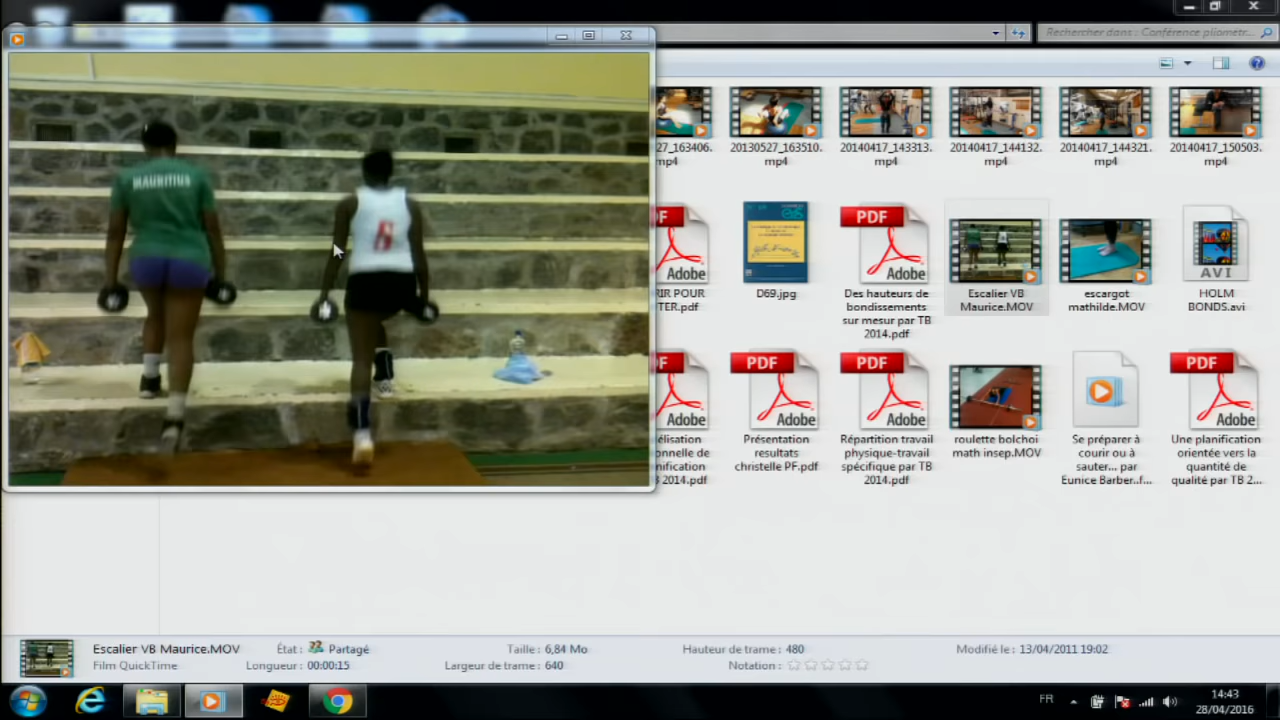 Rechercher dans : Conférence pliometr...
MAURITIUS
27_163406.
mp4
20130527_163510.
mp4
20140417_143313.
mp4
20140417_144132.
mp4
20140417_144321.
mp4
20140417_150503.
mp4
PDF
Adobe
RIR POUR
TER.pdf
D69.jpg
PDF
Adobe
Des hauteurs de
bondissements
sur mesur par TB
2014.pdf
Escalier VB
Maurice.MOV
escargot
mathilde.MOV
AVI
HOLM
BONDS.avi
Adobe
élisation
onnelle de
nification
B 2014.pdf
PDF
Adobe
Présentation
resultats
christelle PF.pdf
PDF
Adobe
Répartition travail
physique-travail
spécifique par TB
2014.pdf
roulette bolchoi
math insep.MOV
Se préparer à
courir ou à
sauter... par
Eunice Barber..f...
PDF
Adobe
Une planification
orientée vers la
quantité de
qualité par TB 2...
Escalier VB Maurice.MOV
État : Partagé
Taille : 6,84 Mo
Hauteur de trame : 480
Modifié le : 13/04/2011 19:02
Film QuickTime
Longueur : 00:00:15
Largeur de trame : 640
Notation :
FR
14:43
28/04/2016